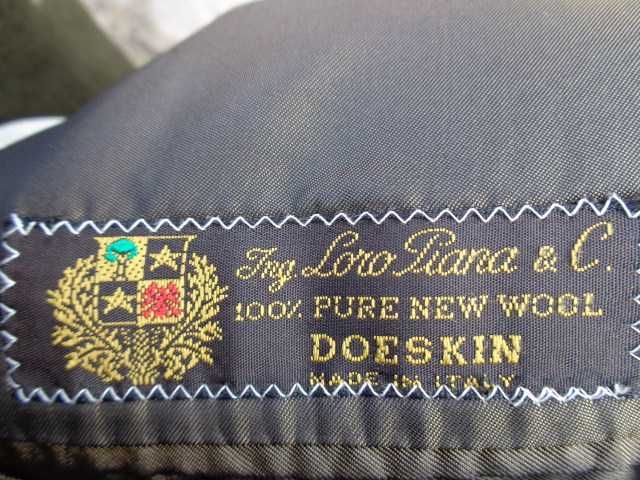 Ing. Loro Piana & C.
100% PURE NEW WOOL
DOESKIN
MADE IN ITALY